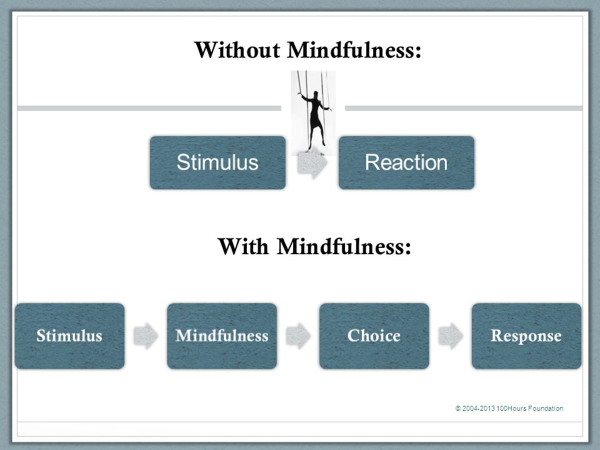 Without Mindfulness:
Stimulus
Reaction
With Mindfulness:
Stimulus
Mindfulness
Choice
Response
© 2004-2013 100Hours Foundation